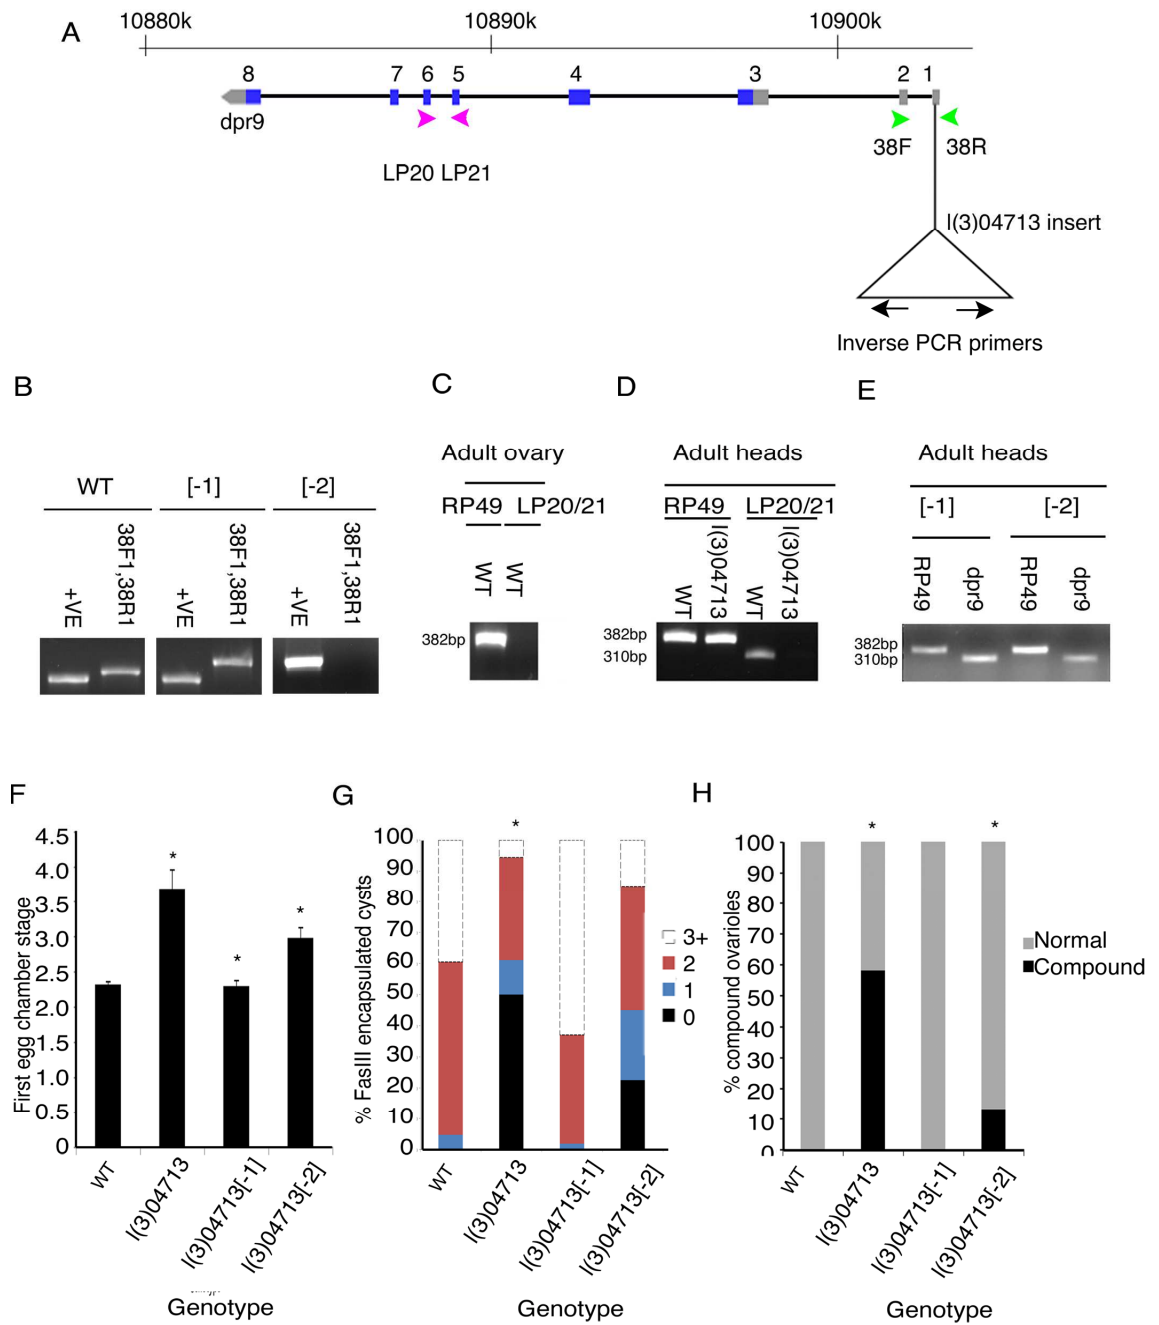 A
10880k 10890k 10900k
8 7 6 5 4 3 2 1
dpr9
38F 38R
LP20 LP21
l(3)04713 insert
Inverse PCR primers
B
WT [-1] [-2]
+VE 38F1,38R1 +VE 38F1,38R1 +VE 38F1,38R1
C
Adult ovary
RP49 LP20/21
WT WT
382bp
D
Adult heads
RP49 LP20/21
WT l(3)04713 WT l(3)04713
382bp
310bp
E
Adult heads
[-1] [-2]
RP49 dpr9 RP49 dpr9
382bp
310bp
F
First egg chamber stage
4.5
4.0
3.5
3.0
2.5
2.0
1.5
1.0
0.5
0
* * *
WT l(3)04713 l(3)04713[-1] l(3)04713[-2]
Genotype
G
% FasIII encapsulated cysts
100
90
80
70
60
50
40
30
20
10
0
*
3+
2
1
0
WT l(3)04713 l(3)04713[-1] l(3)04713[-2]
Genotype
H
% compound ovarioles
100
90
80
70
60
50
40
30
20
10
0
* *
Normal
Compound
WT l(3)04713 l(3)04713[-1] l(3)04713[-2]
Genotype